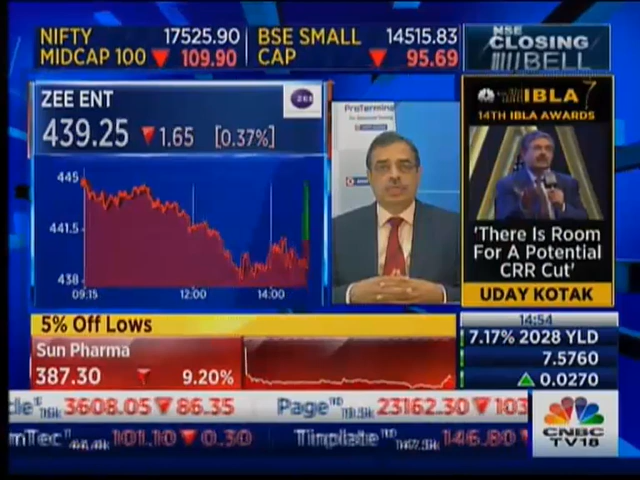 NIFTY 17525.90
MIDCAP 100 109.90
BSE SMALL 14515.83
CAP 95.69
NSE
CLOSING
BELL
ZEE ENT
ZEE
439.25 1.65 [0.37%]
445
441.5
438
09:15 12:00 14:00
ProTerminal
IBLA
14TH IBLA AWARDS
'There Is Room
For A Potential
CRR Cut'
UDAY KOTAK
5% Off Lows
Sun Pharma
387.30 9.20%
14:54
7.17% 2028 YLD
7.5760
0.0270
3608.05 86.35 Page 23162.30 103
mTec 101.10 0.30 Tinplate 146.80
CNBC
TV18